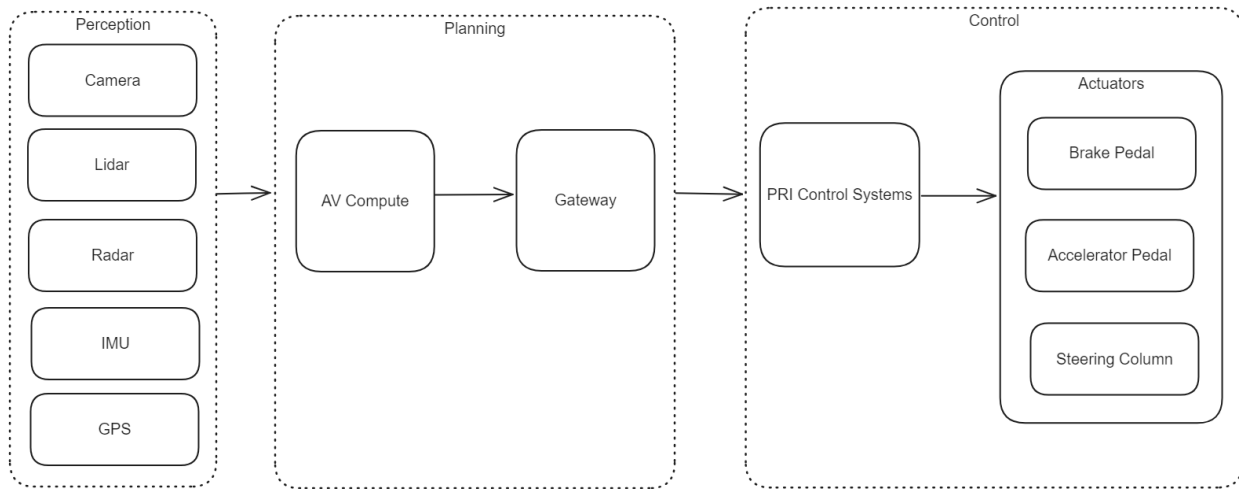 Perception
Camera
Lidar
Radar
IMU
GPS
Planning
AV Compute
Gateway
Control
PRI Control Systems
Actuators
Brake Pedal
Accelerator Pedal
Steering Column